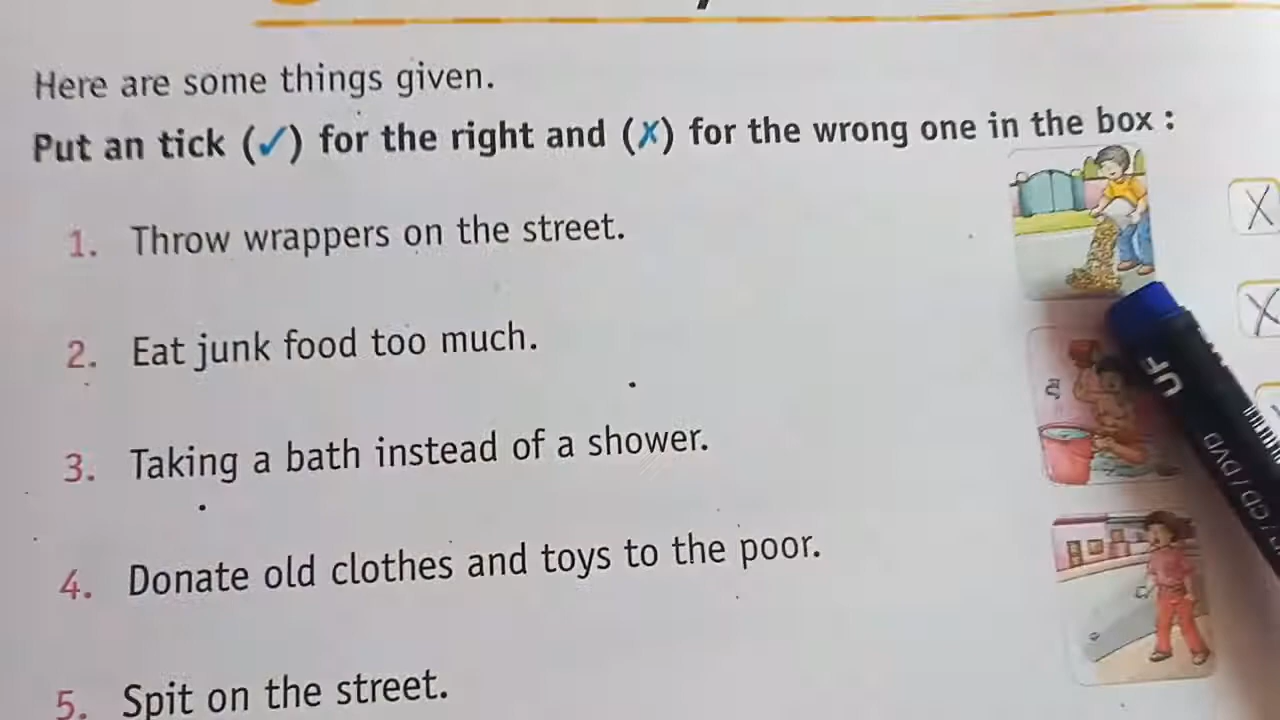 Here are some things given.
Put an tick (✓) for the right and (✗) for the wrong one in the box :
1. Throw wrappers on the street.
X
2. Eat junk food too much.
X
3. Taking a bath instead of a shower.
4. Donate old clothes and toys to the poor.
5. Spit on the street.
UF
CD / DVD